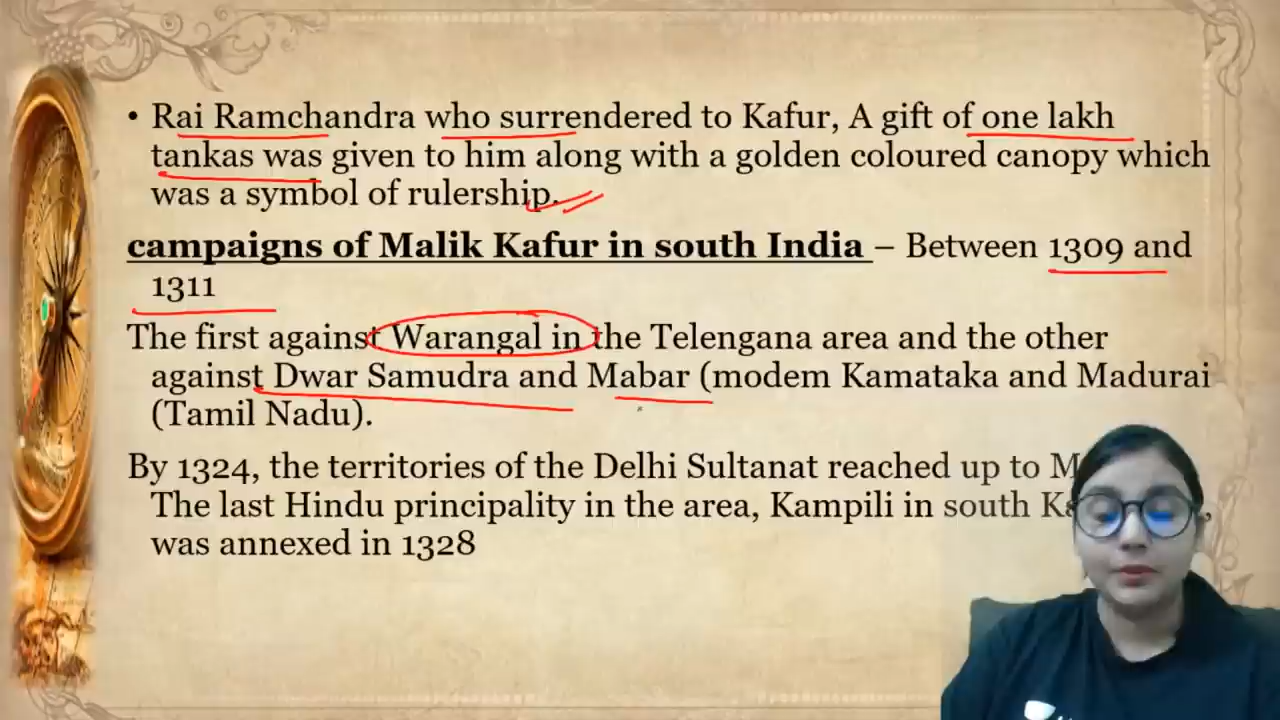 • Rai Ramchandra who surrendered to Kafur, A gift of one lakh
tankas was given to him along with a golden coloured canopy which
was a symbol of rulership.
campaigns of Malik Kafur in south India – Between 1309 and
1311
The first against Warangal in the Telengana area and the other
against Dwar Samudra and Mabar (modem Kamataka and Madurai
(Tamil Nadu).
By 1324, the territories of the Delhi Sultanat reached up to
The last Hindu principality in the area, Kampili in south
was annexed in 1328